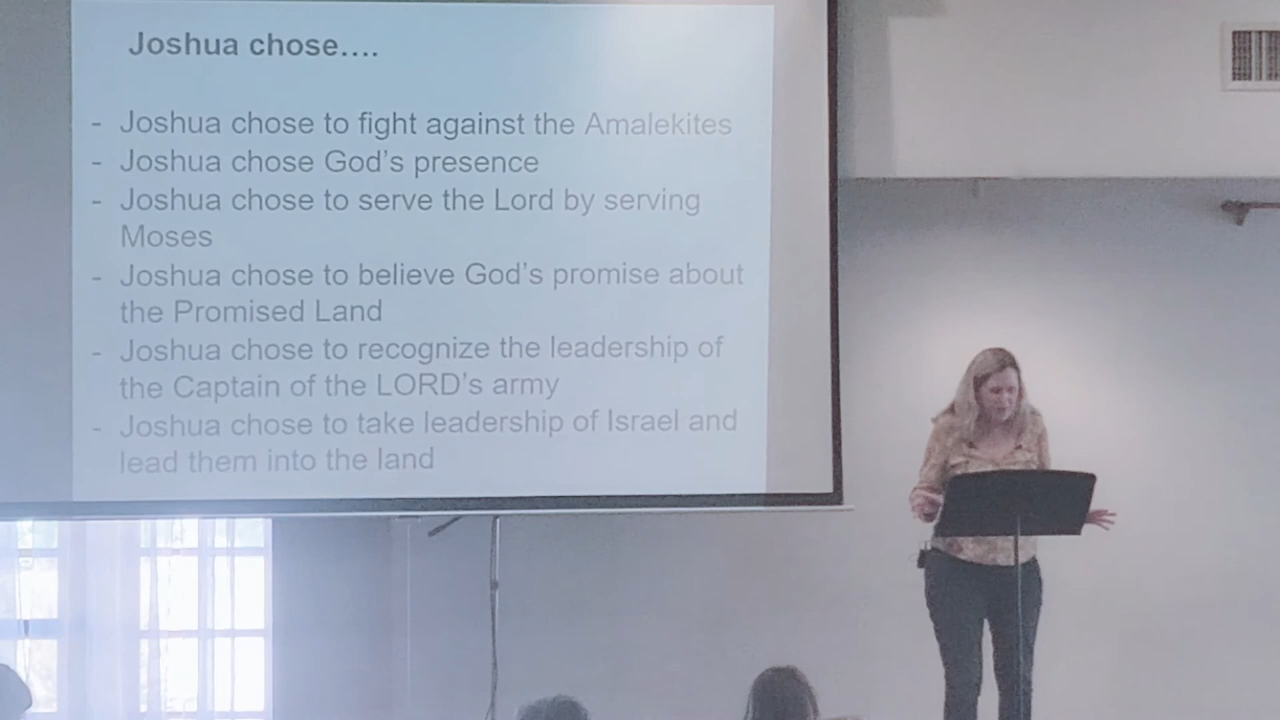 Joshua chose....
- Joshua chose to fight against the Amalekites
- Joshua chose God's presence
- Joshua chose to serve the Lord by serving
Moses
- Joshua chose to believe God's promise about
the Promised Land
- Joshua chose to recognize the leadership of
the Captain of the LORD's army
- Joshua chose to take leadership of Israel and
lead them into the land